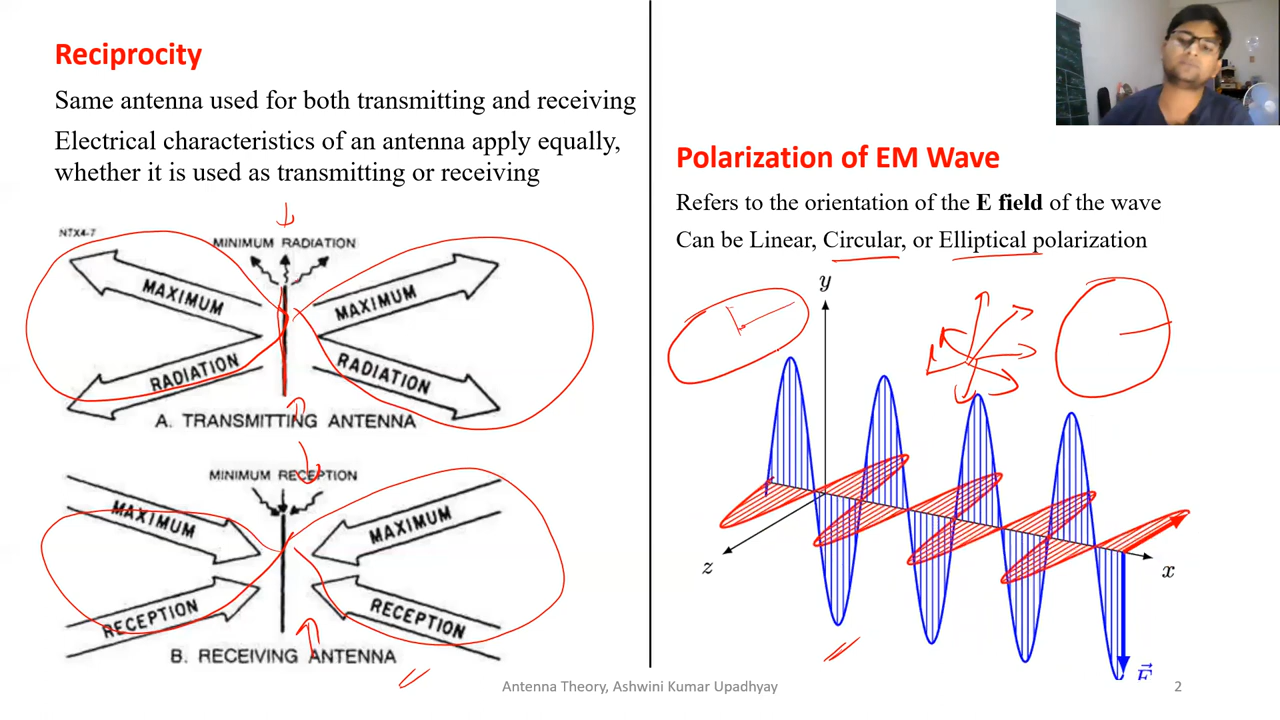 Reciprocity
Same antenna used for both transmitting and receiving
Electrical characteristics of an antenna apply equally,
whether it is used as transmitting or receiving
NTX4-7
MINIMUM RADIATION
MAXIMUM
MAXIMUM
RADIATION
RADIATION
A. TRANSMITTING ANTENNA
MINIMUM RECEPTION
MAXIMUM
MAXIMUM
RECEPTION
RECEPTION
B. RECEIVING ANTENNA
Polarization of EM Wave
Refers to the orientation of the E field of the wave
Can be Linear, Circular, or Elliptical polarization
y
z
x
Antenna Theory, Ashwini Kumar Upadhyay
2